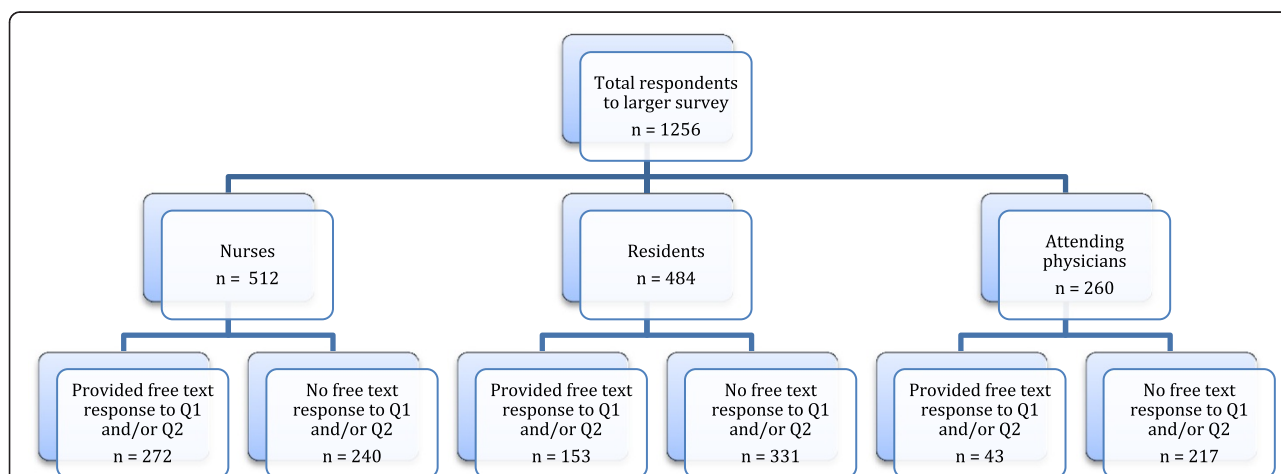 Total respondents
to larger survey
n = 1256
Nurses
n =  512
Residents
n = 484
Attending
physicians
n = 260
Provided free text
response to Q1
and/or Q2
n = 272
No free text
response to Q1
and/or Q2
n = 240
Provided free text
response to Q1
and/or Q2
n = 153
No free text
response to Q1
and/or Q2
n = 331
Provided free text
response to Q1
and/or Q2
n = 43
No free text
response to Q1
and/or Q2
n = 217